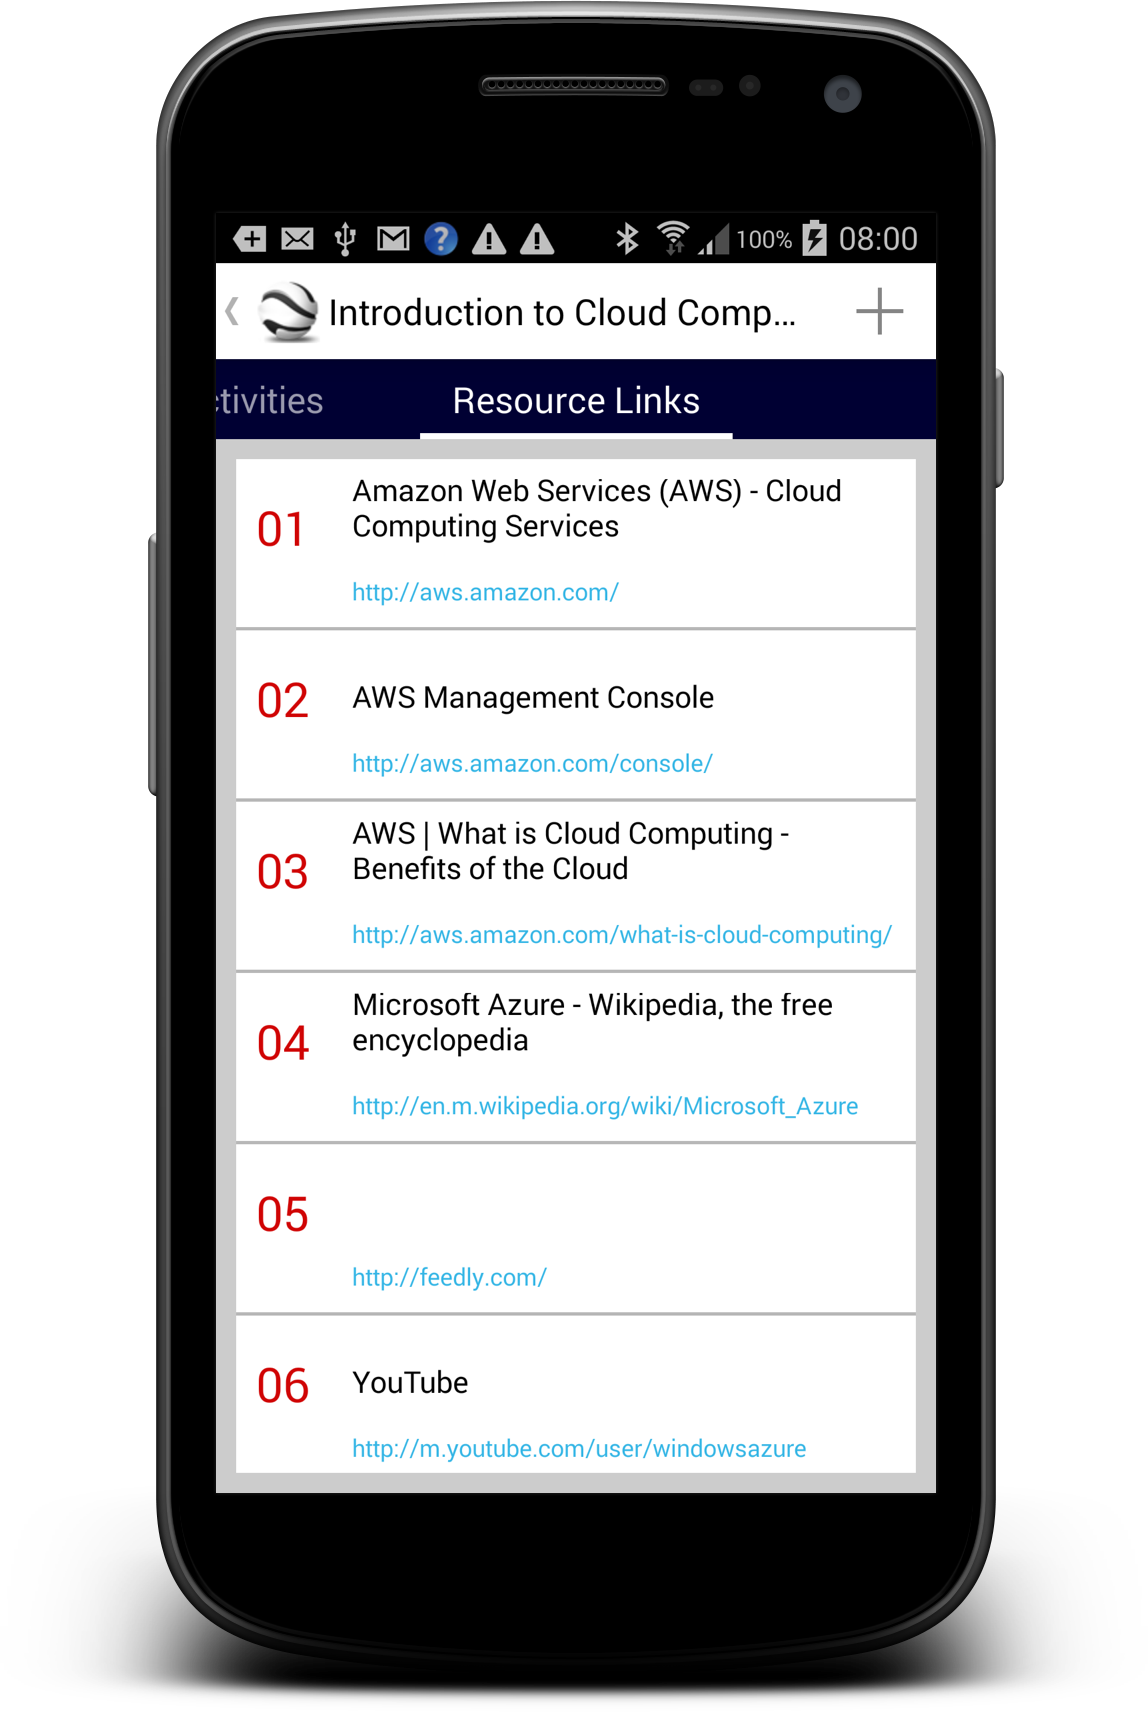 100% 08:00
Introduction to Cloud Comp...
ctivities Resource Links
01
Amazon Web Services (AWS) - Cloud
Computing Services
http://aws.amazon.com/
02
AWS Management Console
http://aws.amazon.com/console/
03
AWS | What is Cloud Computing -
Benefits of the Cloud
http://aws.amazon.com/what-is-cloud-computing/
04
Microsoft Azure - Wikipedia, the free
encyclopedia
http://en.m.wikipedia.org/wiki/Microsoft_Azure
05
http://feedly.com/
06
YouTube
http://m.youtube.com/user/windowsazure